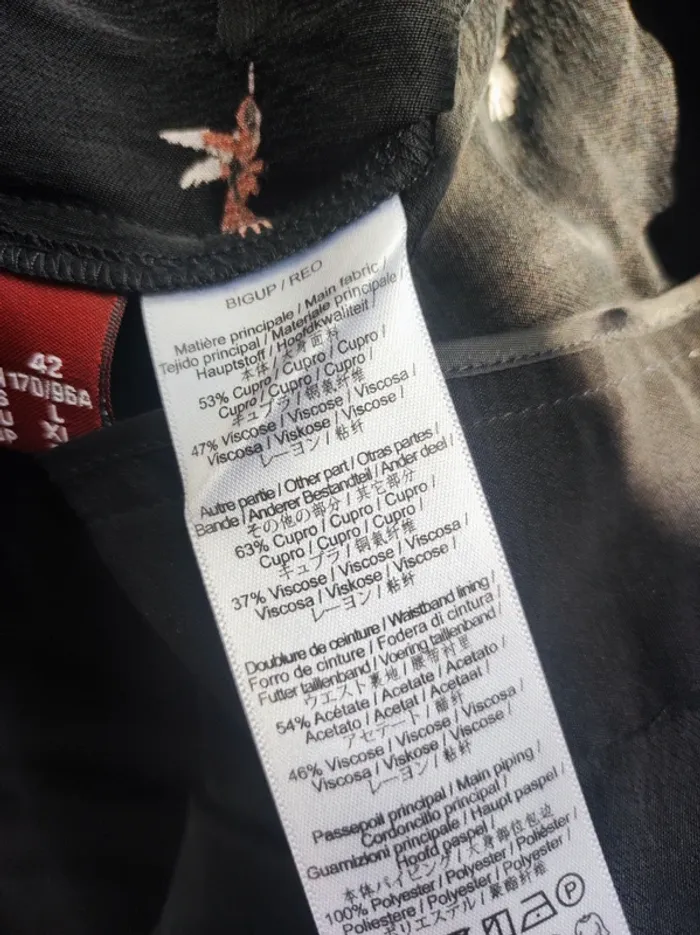 BIGUP / REO
Matière principale / Main fabric /
Tejido principal / Materiale principale /
Hauptstoff / Hoofdkwaliteit /
本体 / 大身面料
53% Cupro / Cupro / Cupro /
Cupro / Cupro / Cupro /
キュプラ / 铜氨纤维
47% Viscose / Viscose / Viscosa /
Viscosa / Viskose / Viscose /
レーヨン / 粘纤
Autre partie / Other part / Otras partes /
Bande / Anderer Bestandteil / Ander deel /
その他の部分 / 其它部分
63% Cupro / Cupro / Cupro /
Cupro / Cupro / Cupro /
キュプラ / 铜氨纤维
37% Viscose / Viscose / Viscosa /
Viscosa / Viskose / Viscose /
レーヨン / 粘纤
Doublure de ceinture / Waistband lining /
Forro de cintura / Fodera di cintura /
Futter taillenband / Voering taillenband /
ウエスト裏地 / 腰带衬里
54% Acétate / Acetate / Acetato /
Acetato / Acetat / Acetaat /
アセテート / 醋纤
46% Viscose / Viscose / Viscosa /
Viscosa / Viskose / Viscose /
レーヨン / 粘纤
Passepoil principal / Main piping /
Cordoncillo principal /
Guarnizioni principale / Haupt paspel /
Hoofd paspel /
本体パイピング / 大身部位包边
100% Polyester / Polyester / Poliéster /
Poliestere / Polyester / Polyester /
ポリエステル / 聚酯纤维
P
42
170/96A
L
XL